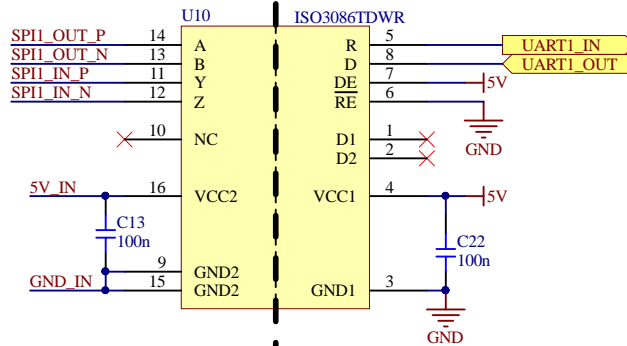 U10 ISO3086TDWR
SPI1_OUT_P 14 A R 5 UART1_IN
SPI1_OUT_N 13 B D 8 UART1_OUT
SPI1_IN_P 11 Y DE 7 5V
SPI1_IN_N 12 Z RE 6
GND
10 NC D1 1
D2 2
5V_IN 16 VCC2 VCC1 4 5V
C13
100n
C22
100n
9 GND2
GND_IN 15 GND2 GND1 3
GND